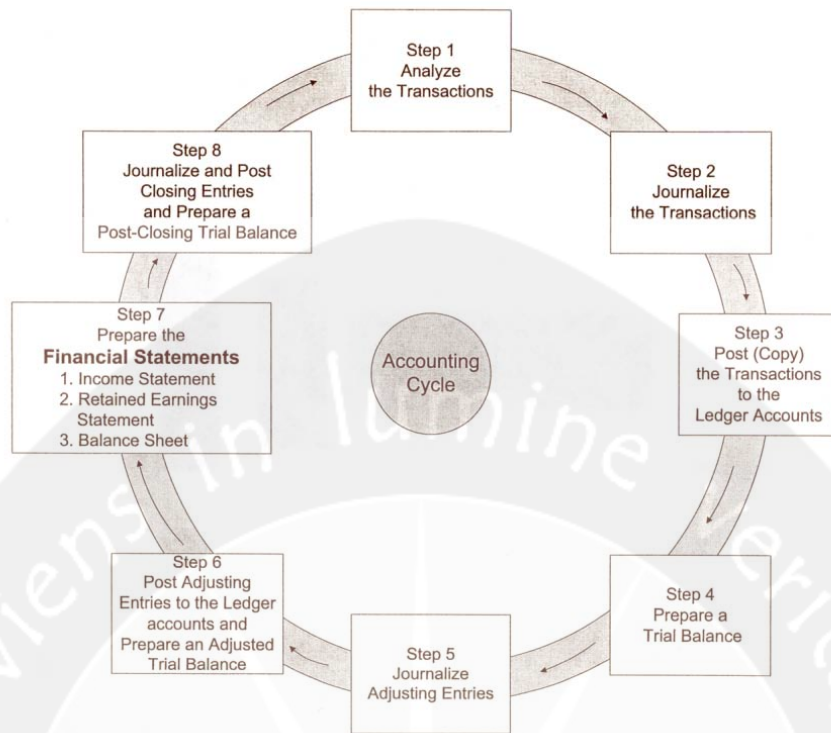 Step 1
Analyze
the Transactions
Step 2
Journalize
the Transactions
Step 3
Post (Copy)
the Transactions
to the
Ledger Accounts
Step 4
Prepare a
Trial Balance
Step 5
Journalize
Adjusting Entries
Step 6
Post Adjusting
Entries to the Ledger
accounts and
Prepare an Adjusted
Trial Balance
Step 7
Prepare the
Financial Statements
1. Income Statement
2. Retained Earnings
Statement
3. Balance Sheet
Step 8
Journalize and Post
Closing Entries
and Prepare a
Post-Closing Trial Balance
Accounting
Cycle
viens in lumine veri